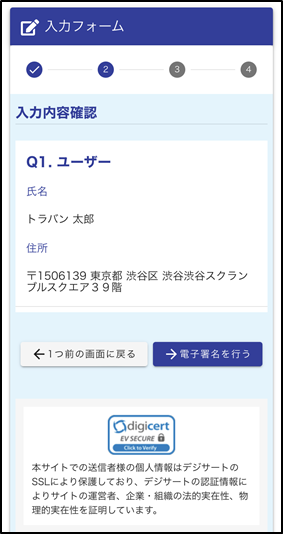 入力フォーム
2 3 4
入力内容確認
Q1. ユーザー
氏名
トラバン 太郎
住所
〒1506139 東京都 渋谷区 渋谷渋谷スクラン
ブルスクエア３９階
1つ前の画面に戻る 電子署名を行う
digicert
EV SECURE
Click to Verify
本サイトでの送信者様の個人情報はデジサートの
SSLにより保護しており、デジサートの認証情報に
よりサイトの運営者、企業・組織の法的実在性、物
理的実在性を証明しています。